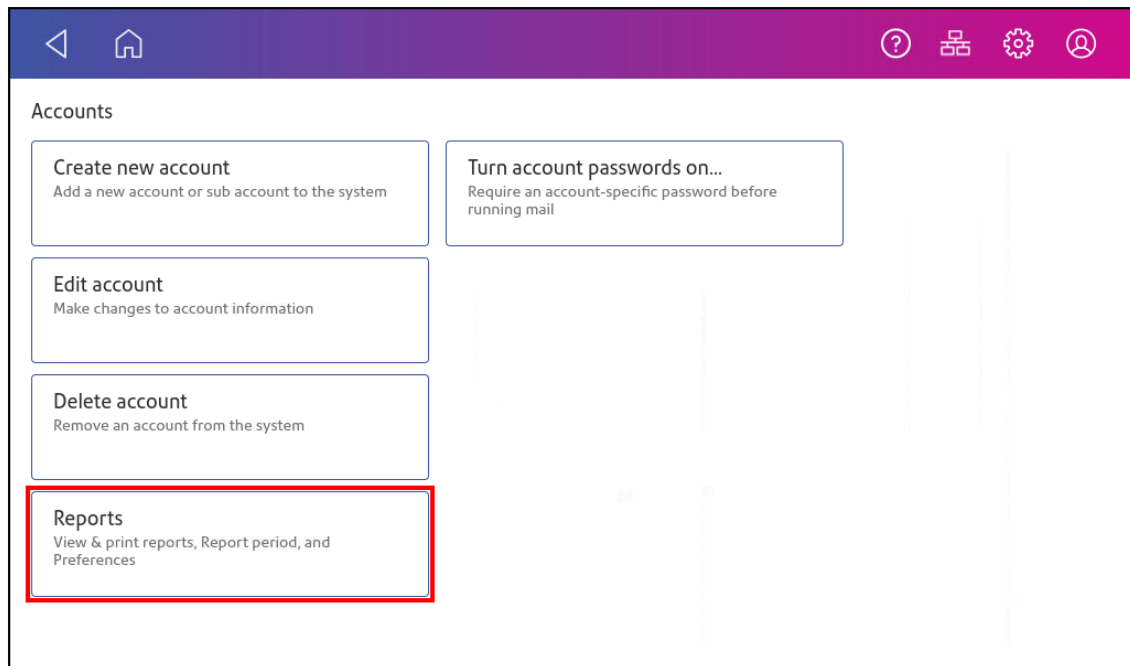 Accounts
Create new account
Add a new account or sub account to the system
Turn account passwords on...
Require an account-specific password before
running mail
Edit account
Make changes to account information
Delete account
Remove an account from the system
Reports
View & print reports, Report period, and
Preferences